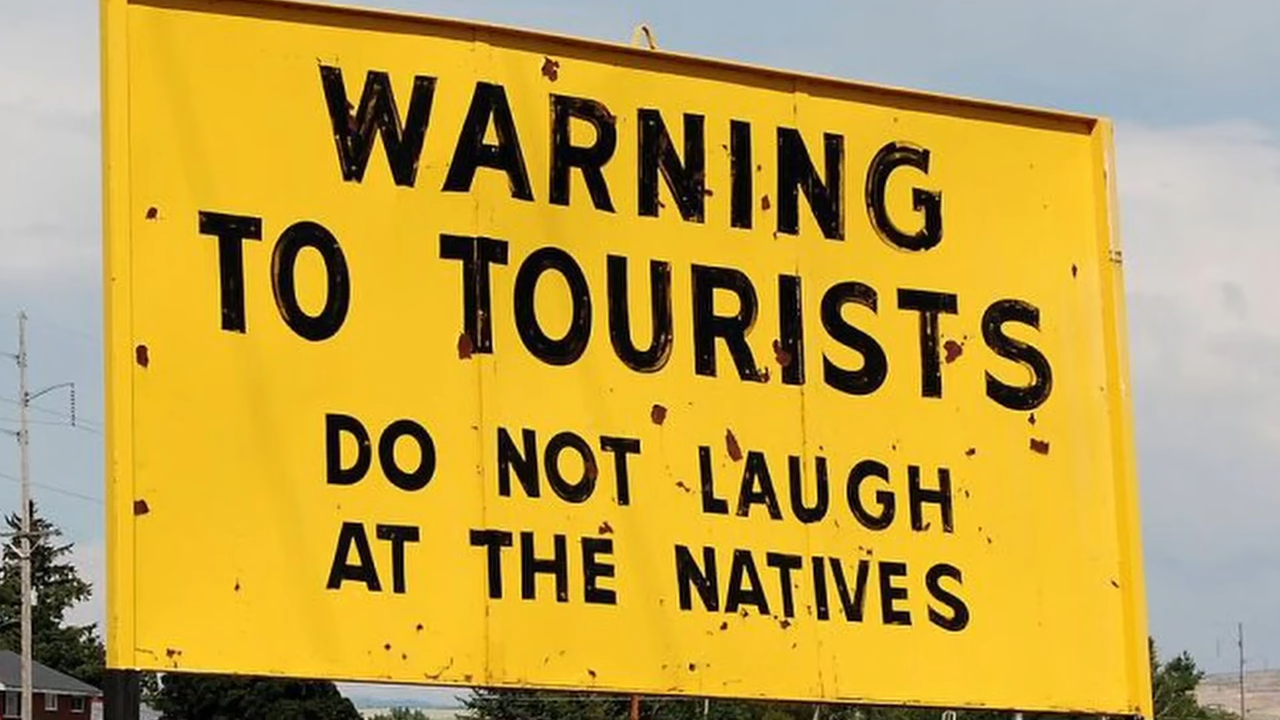 WARNING
TO TOURISTS
DO NOT LAUGH
AT THE NATIVES